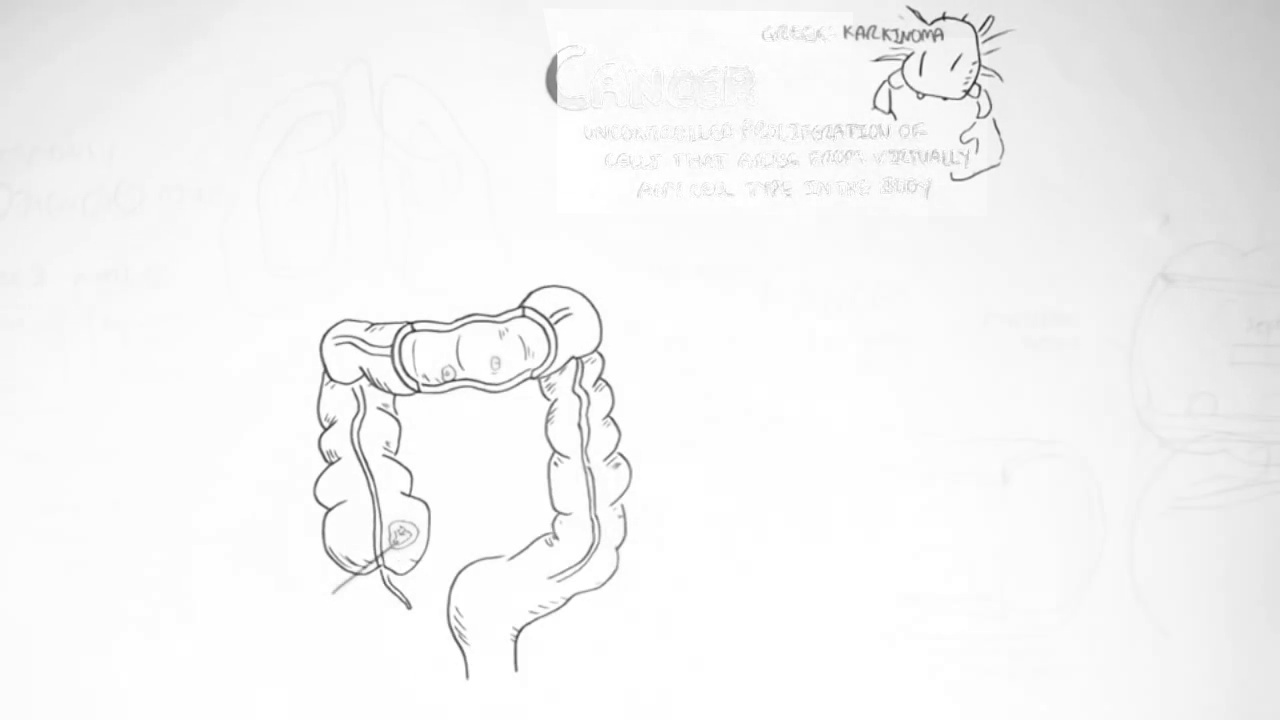 GREEK: KARKINOMA
CANCER
UNCONTROLLED PROLIFERATION OF
CELLS THAT ARISE FROM VIRTUALLY
ANY CELL TYPE IN THE BODY